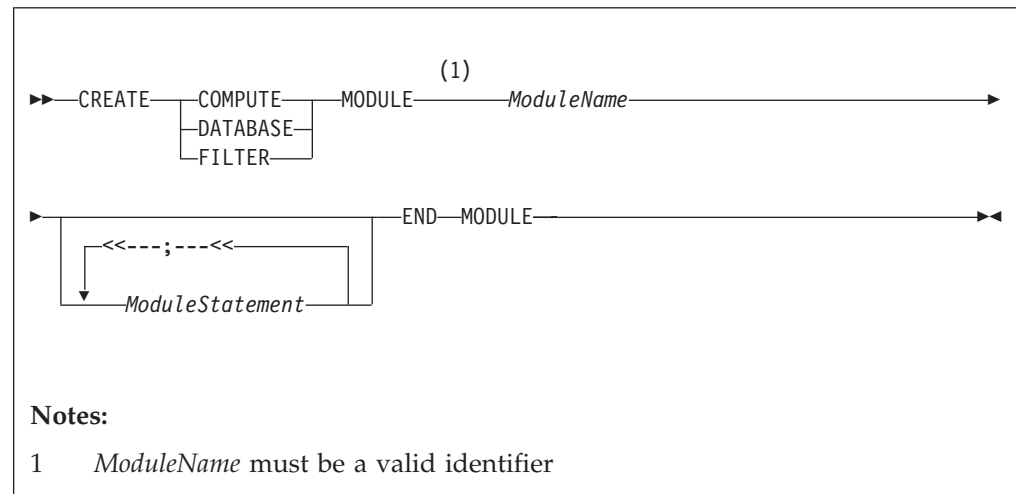 (1)
CREATE COMPUTE MODULE ModuleName
DATABASE
FILTER
END MODULE
<<---;---<<
ModuleStatement
Notes:
1 ModuleName must be a valid identifier